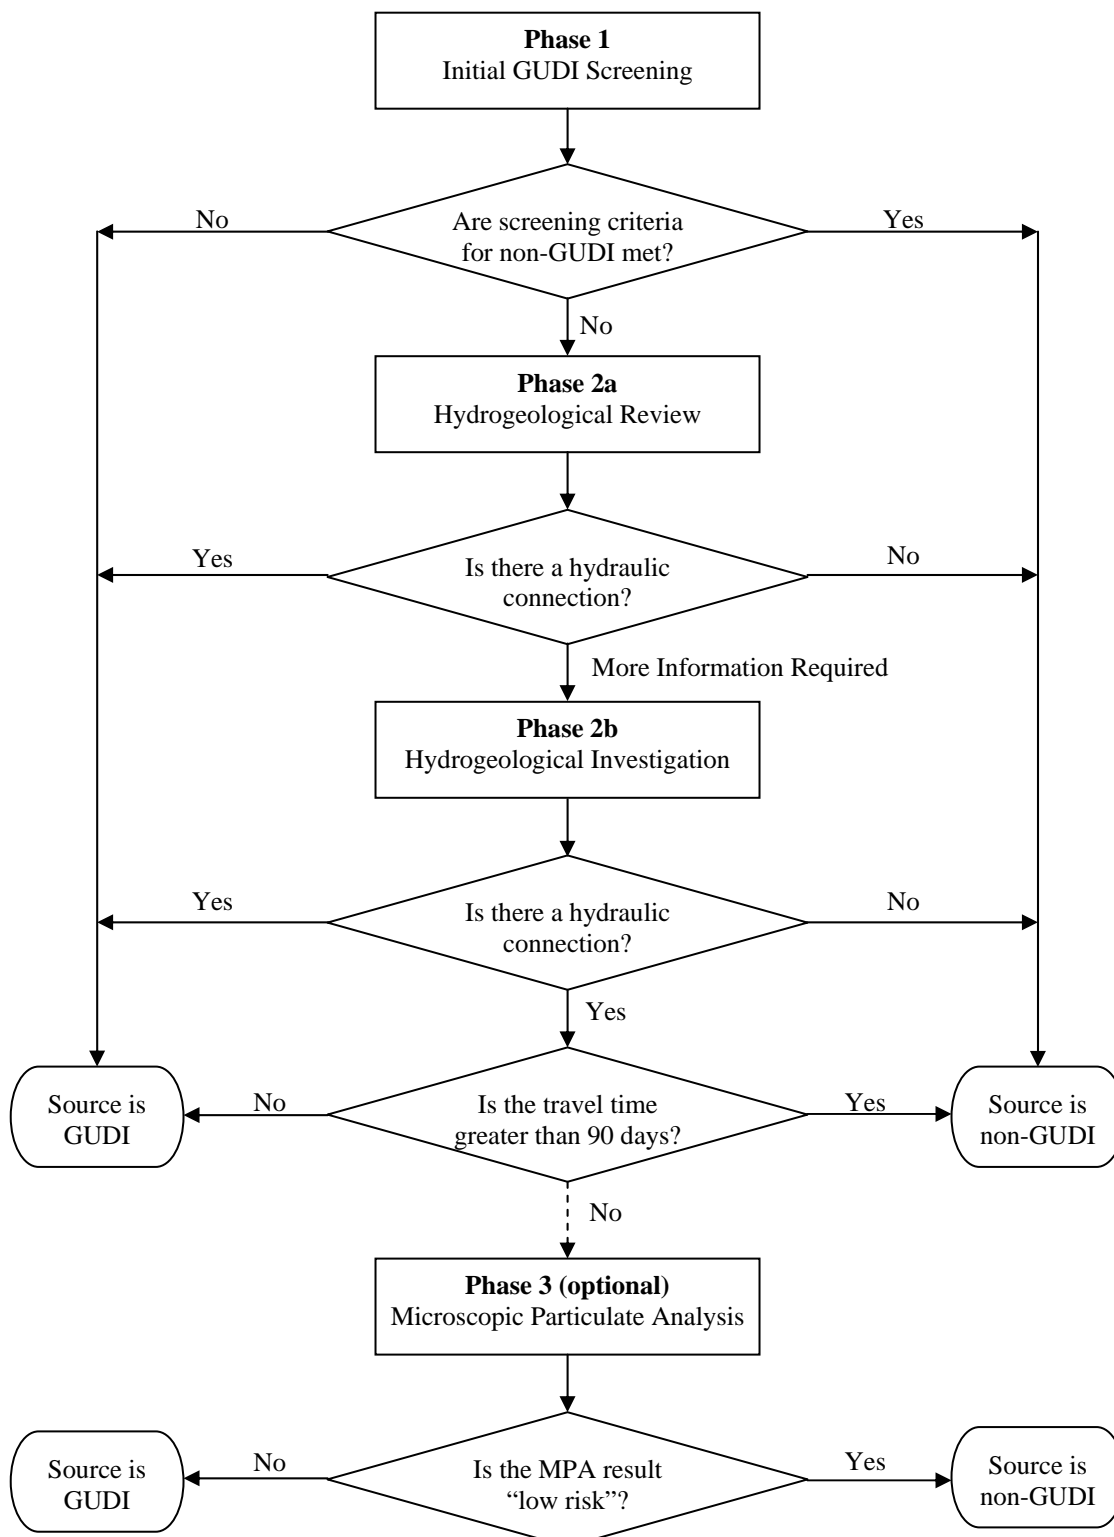 Phase 1
Initial GUDI Screening
No
Are screening criteria
for non-GUDI met?
Yes
No
Phase 2a
Hydrogeological Review
Yes
Is there a hydraulic
connection?
No
More Information Required
Phase 2b
Hydrogeological Investigation
Yes
Is there a hydraulic
connection?
No
Yes
Source is
GUDI
No
Is the travel time
greater than 90 days?
Yes
Source is
non-GUDI
No
Phase 3 (optional)
Microscopic Particulate Analysis
Source is
GUDI
No
Is the MPA result
“low risk”?
Yes
Source is
non-GUDI